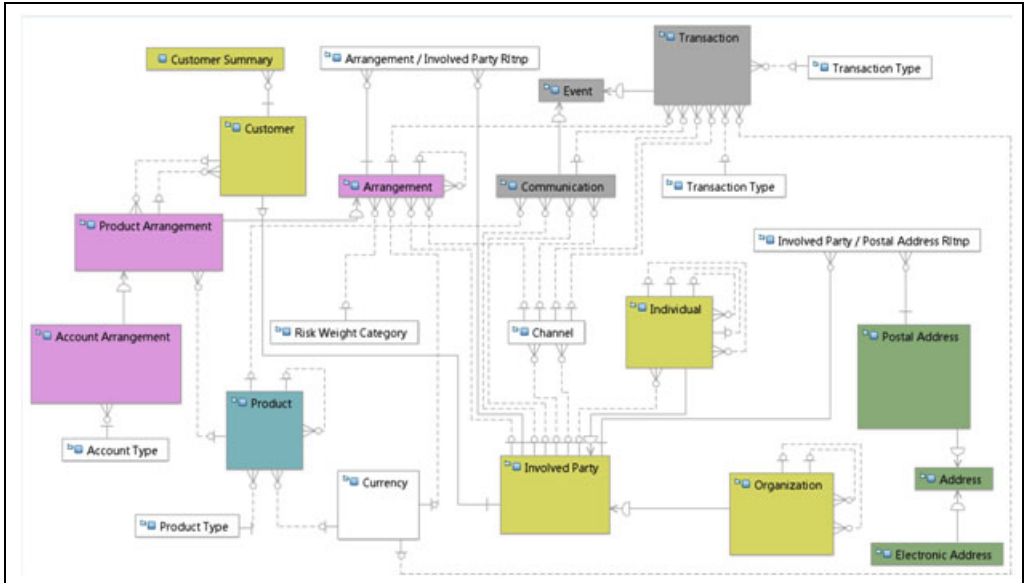 Transaction
Customer Summary
Arrangement / Involved Party Rltnp
Transaction Type
Event
Customer
Arrangement
Communication
Transaction Type
Product Arrangement
Involved Party / Postal Address Rltnp
Individual
Risk Weight Category
Channel
Account Arrangement
Postal Address
Product
Account Type
Involved Party
Currency
Organization
Address
Product Type
Electronic Address